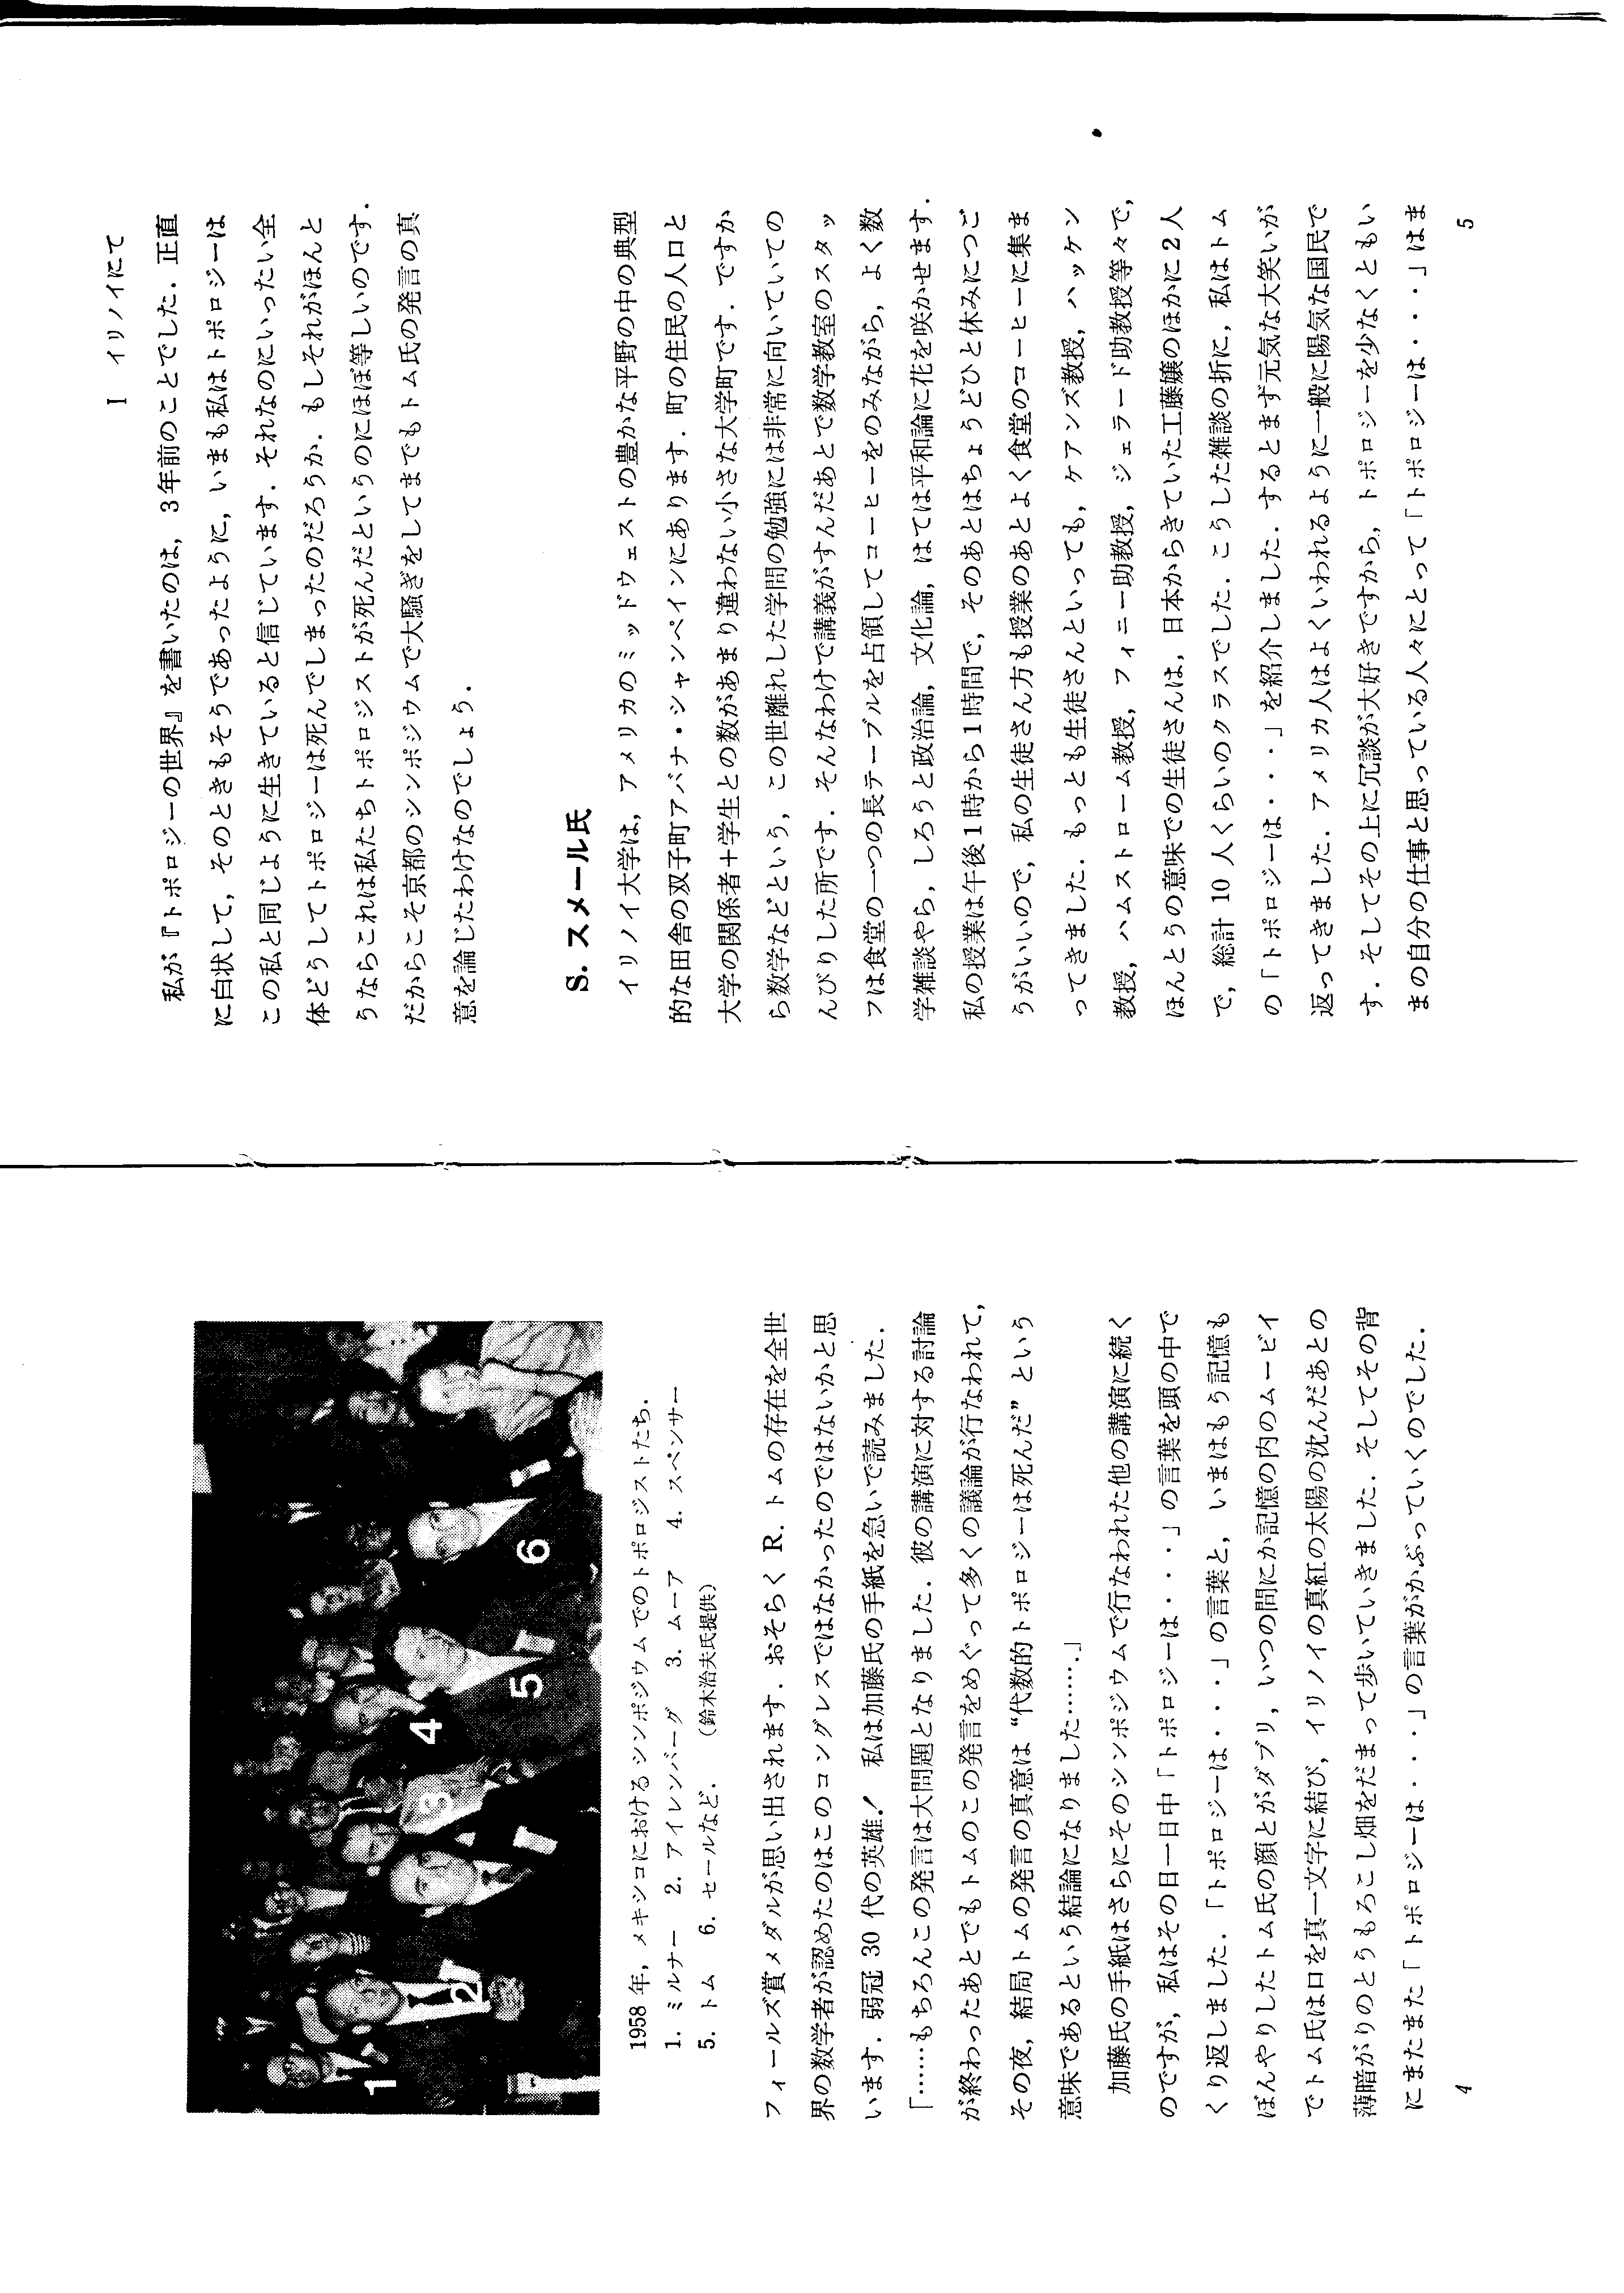 1
2
3
4
5
6
1958年，メキシコにおけるシンポジウムでのトポロジストたち．
1. ミルナー　2. アイレンバーグ　3. ムーア　4. スペンサー
5. トム　6. セールなど．　（鈴木治夫氏提供）
フィールズ賞メダルが思い出されます．おそらく R. トムの存在を全世
界の数学者が認めたのはこのコングレスではなかったのではないかと思
います．弱冠 30 代の英雄！　私は加藤氏の手紙を急いで読みました．
「……もちろんこの発言は大問題となりました．彼の講演に対する討論
が終わったあとでもトムのこの発言をめぐって多くの議論が行なわれて，
その夜，結局トムの発言の真意は “代数的トポロジーは死んだ” という
意味であるという結論になりました…….」
加藤氏の手紙はさらにそのシンポジウムで行なわれた他の講演に続く
のですが，私はその日一日中「トポロジーは・・・」の言葉を頭の中で
くり返しました．「トポロジーは・・・」の言葉と，いまはもう記憶も
ぼんやりしたトム氏の顔とがダブリ，いつの間にか記憶の内のムービイ
でトム氏は口を真一文字に結び，イリノイの真紅の太陽の沈んだあとの
薄暗がりのとうもろこし畑をだまって歩いていきました．そしてその背
にまたまた「トポロジーは・・・」の言葉がかぶっていくのでした．
4
I　イリノイにて
私が『トポロジーの世界』を書いたのは，3年前のことでした．正直
に白状して，そのときもそうであったように，いまも私はトポロジーは
この私と同じように生きていると信じています．それなのにいったい全
体どうしてトポロジーは死んでしまったのだろうか．もしそれがほんと
うならこれは私たちトポロジストが死んだというのにほぼ等しいのです．
だからこそ京都のシンポジウムで大騒ぎをしてまでもトム氏の発言の真
意を論じたわけなのでしょう．
S. スメール氏
イリノイ大学は，アメリカのミッドウェストの豊かな平野の中の典型
的な田舎の双子町アバナ・シャンペインにあります．町の住民の人口と
大学の関係者＋学生との数があまり違わない小さな大学町です．ですか
ら数学などという，この世離れした学問の勉強には非常に向いていての
んびりした所です．そんなわけで講義がすんだあとで数学教室のスタッ
フは食堂の一つの長テーブルを占領してコーヒーをのみながら，よく数
学雑談やら，しろうと政治論，文化論，はては平和論に花を咲かせます．
私の授業は午後1時から1時間で，そのあとはちょうどひと休みにつご
うがいいので，私の生徒さん方も授業のあとよく食堂のコーヒーに集ま
ってきました．もっとも生徒さんといっても，ケアンズ教授，ハッケン
教授，ハムストローム教授，フィニー助教授，ジェラード助教授等々で，
ほんとうの意味での生徒さんは，日本からきていた工藤嬢のほかに2人
で，総計 10 人くらいのクラスでした．こうした雑談の折に，私はトム
の「トポロジーは・・・」を紹介しました．するとまず元気な大笑いが
返ってきました．アメリカ人はよくいわれるように一般に陽気な国民で
す．そしてその上に冗談が大好きですから，トポロジーを少なくともい
まの自分の仕事と思っている人々にとって「トポロジーは・・・」はま
5